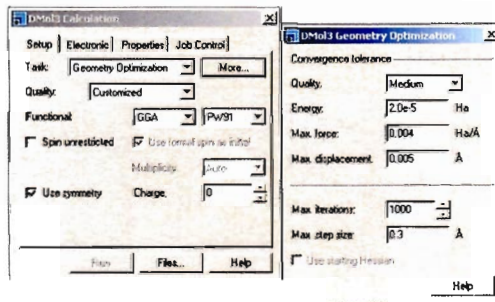 DMol3 Calculation
Setup Electronic Properties Job Control
Task: Geometry Optimization More...
Quality: Customized
Functional: GGA PW91
Spin unrestricted Use formal spin as initial
Multiplicity: Auto
Use symmetry Charge: 0
Run Files... Help
DMol3 Geometry Optimization
Convergence tolerance
Quality: Medium
Energy: 2.0e-5 Ha
Max. force: 0.004 Ha/Å
Max. displacement: 0.005 Å
Max. iterations: 1000
Max. step size: 0.3 Å
Use starting Hessian
Help